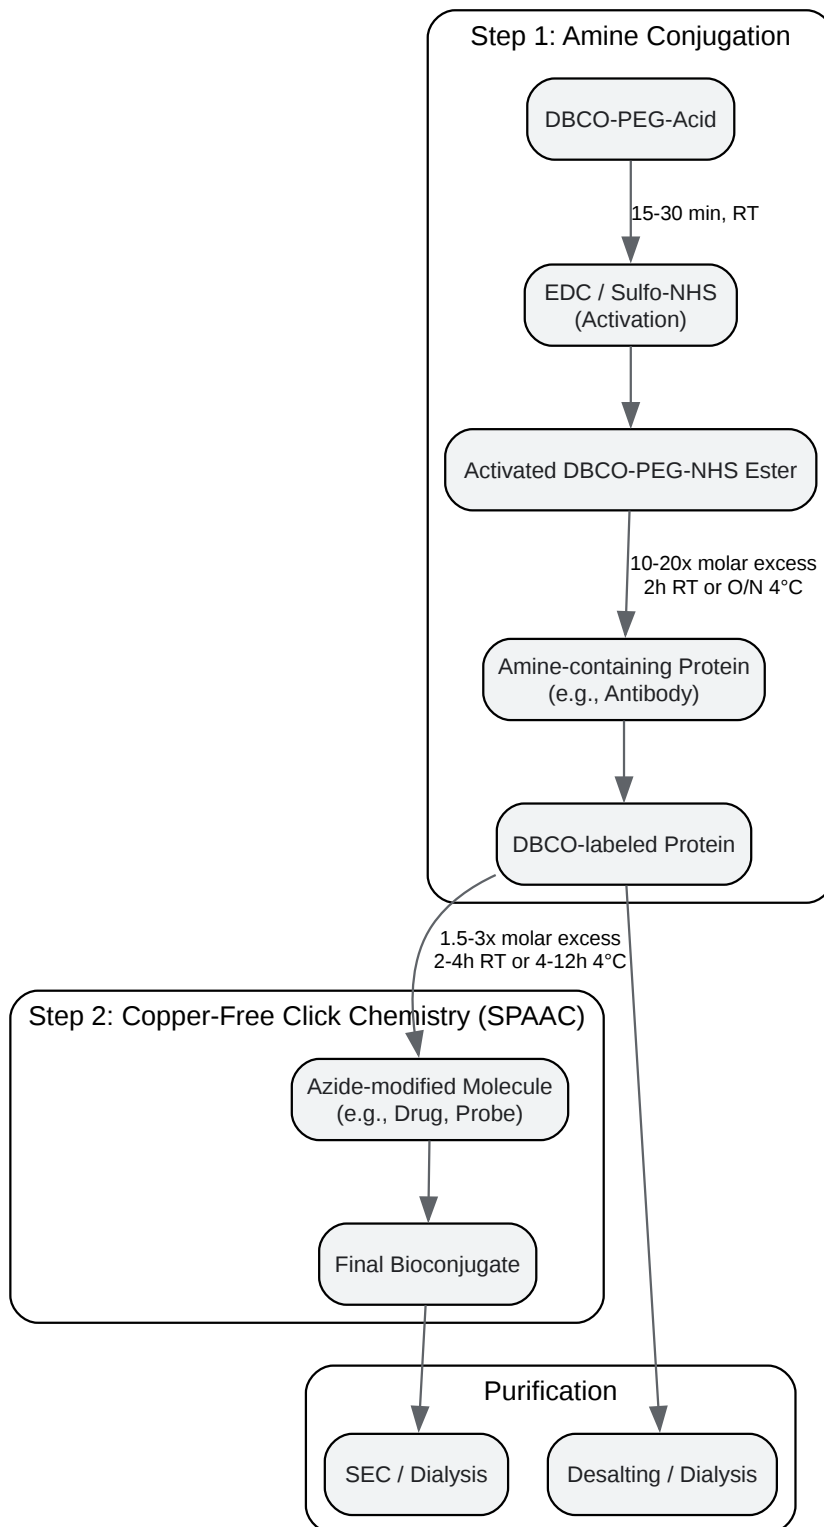 Step 1: Amine Conjugation
DBCO-PEG-Acid
15-30 min, RT
EDC / Sulfo-NHS
(Activation)
Activated DBCO-PEG-NHS Ester
10-20x molar excess
2h RT or O/N 4°C
Amine-containing Protein
(e.g., Antibody)
DBCO-labeled Protein
1.5-3x molar excess
2-4h RT or 4-12h 4°C
Step 2: Copper-Free Click Chemistry (SPAAC)
Azide-modified Molecule
(e.g., Drug, Probe)
Final Bioconjugate
Purification
SEC / Dialysis
Desalting / Dialysis